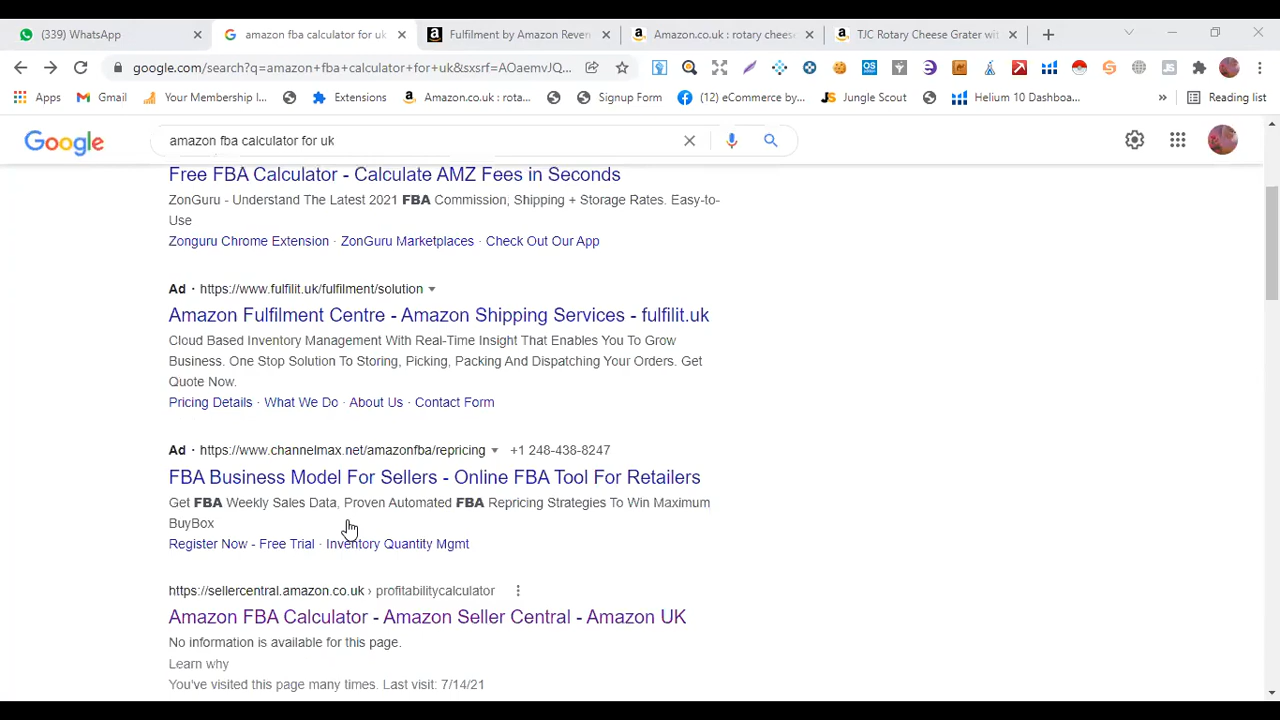 (339) WhatsApp
amazon fba calculator for uk
Fulfilment by Amazon Reven
Amazon.co.uk : rotary cheese
TJC Rotary Cheese Grater wit
google.com/search?q=amazon+fba+calculator+for+uk&sxsrf=AOaemvJQ...
Apps
Gmail
Your Membership I...
Extensions
Amazon.co.uk : rota...
Signup Form
(12) eCommerce by...
Jungle Scout
Helium 10 Dashboa...
Reading list
Google
amazon fba calculator for uk
Free FBA Calculator - Calculate AMZ Fees in Seconds
ZonGuru - Understand The Latest 2021 FBA Commission, Shipping + Storage Rates. Easy-to-
Use
Zonguru Chrome Extension · ZonGuru Marketplaces · Check Out Our App
Ad · https://www.fulfilit.uk/fulfilment/solution
Amazon Fulfilment Centre - Amazon Shipping Services - fulfilit.uk
Cloud Based Inventory Management With Real-Time Insight That Enables You To Grow
Business. One Stop Solution To Storing, Picking, Packing And Dispatching Your Orders. Get
Quote Now.
Pricing Details · What We Do · About Us · Contact Form
Ad · https://www.channelmax.net/amazonfba/repricing +1 248-438-8247
FBA Business Model For Sellers - Online FBA Tool For Retailers
Get FBA Weekly Sales Data, Proven Automated FBA Repricing Strategies To Win Maximum
BuyBox
Register Now - Free Trial · Inventory Quantity Mgmt
https://sellercentral.amazon.co.uk › profitabilitycalculator
Amazon FBA Calculator - Amazon Seller Central - Amazon UK
No information is available for this page.
Learn why
You've visited this page many times. Last visit: 7/14/21